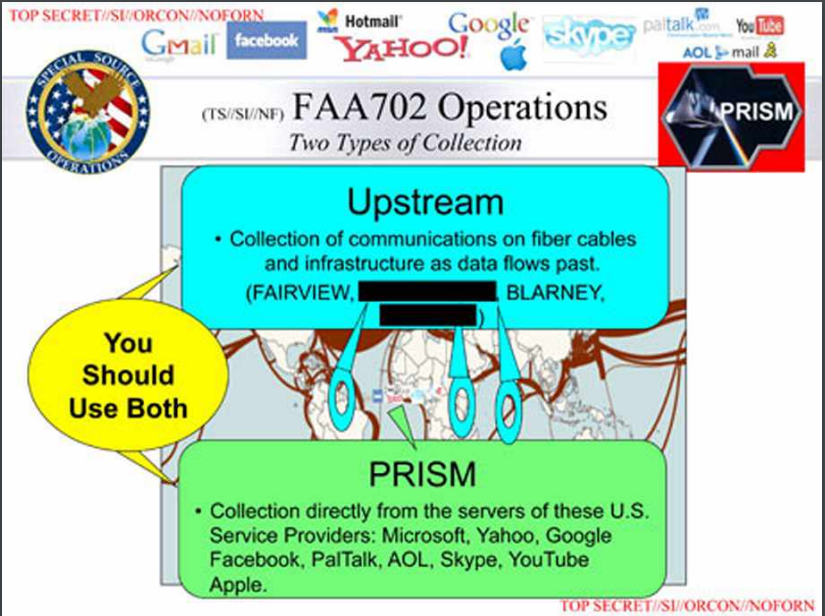 TOP SECRET//SI//ORCON//NOFORN
Gmail
facebook
msn Hotmail
YAHOO!
Google
skype
paltalk.com
YouTube
AOL mail
SPECIAL SOURCE OPERATIONS
(TS//SI//NF) FAA702 Operations
Two Types of Collection
PRISM
Upstream
• Collection of communications on fiber cables
and infrastructure as data flows past.
(FAIRVIEW, , BLARNEY,
)
You
Should
Use Both
PRISM
• Collection directly from the servers of these U.S.
Service Providers: Microsoft, Yahoo, Google
Facebook, PalTalk, AOL, Skype, YouTube
Apple.
TOP SECRET//SI//ORCON//NOFORN